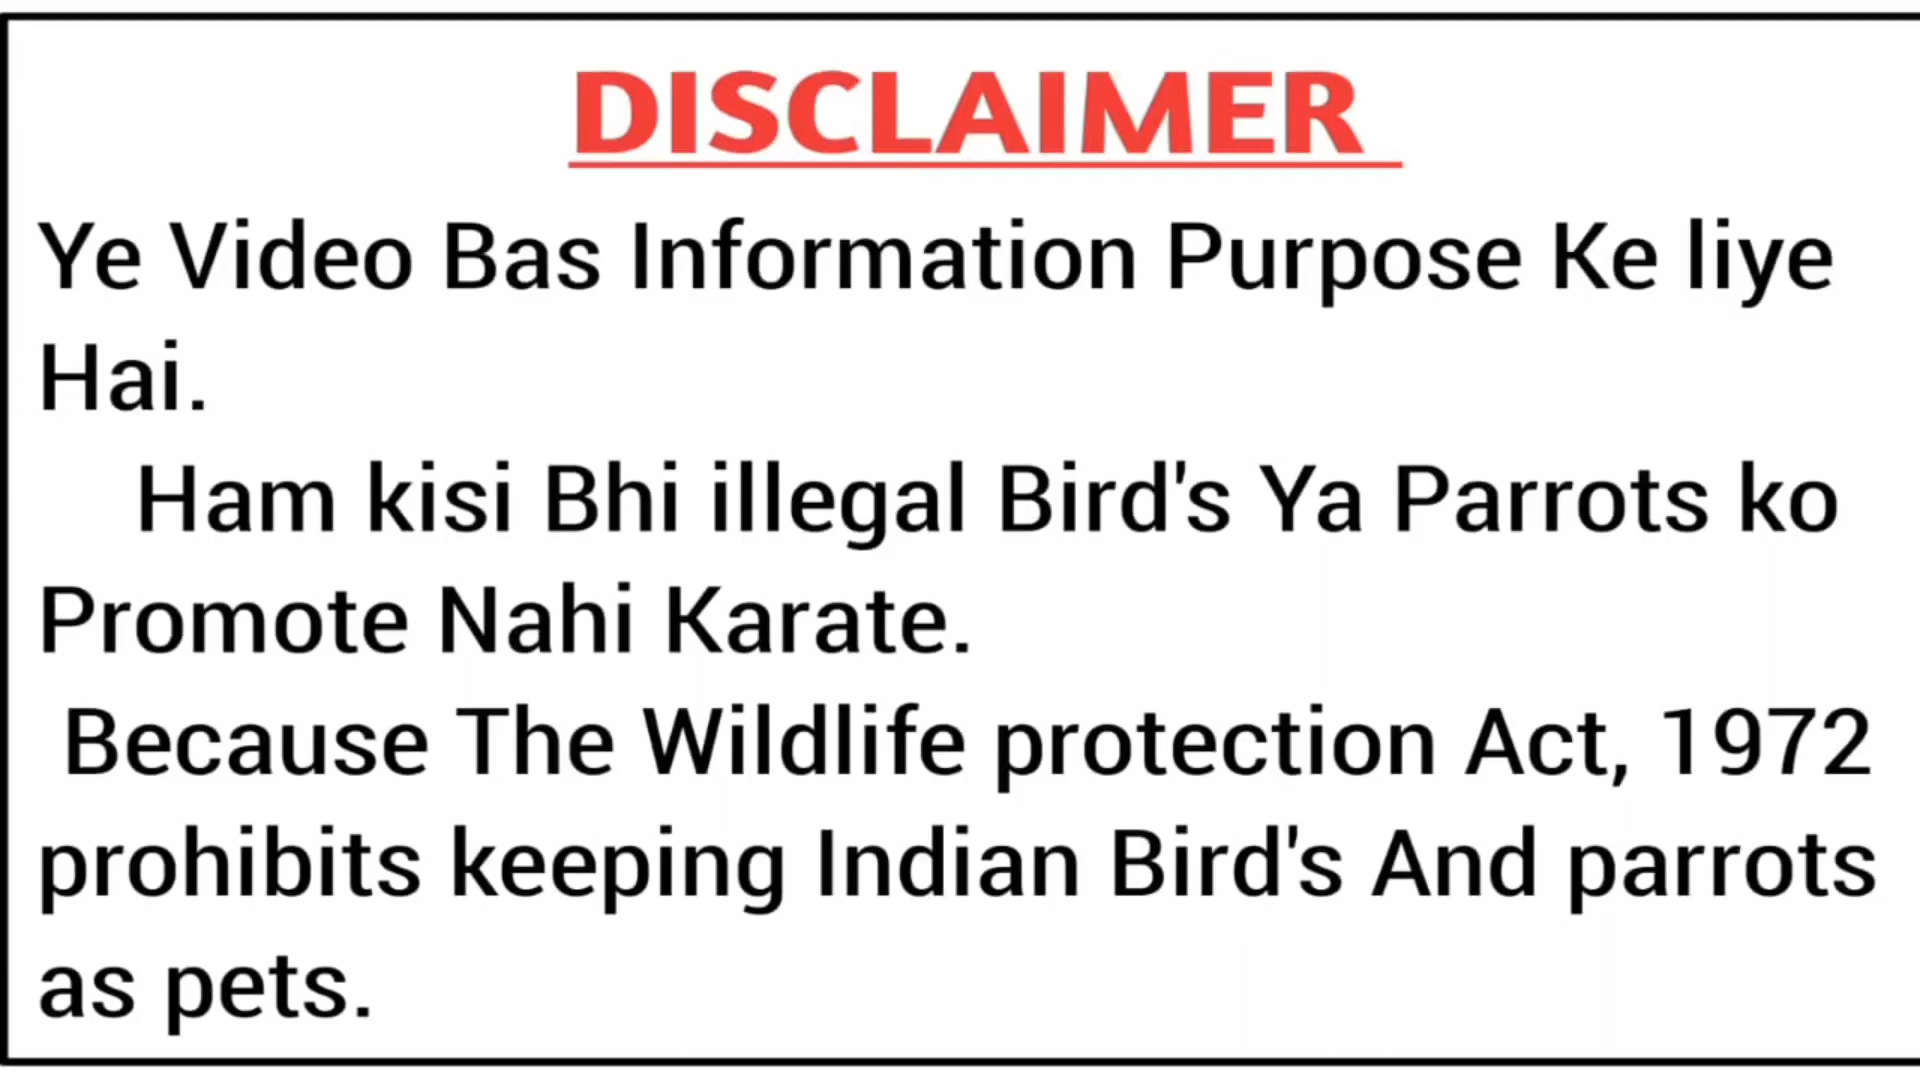 DISCLAIMER
Ye Video Bas Information Purpose Ke liye
Hai.
Ham kisi Bhi illegal Bird's Ya Parrots ko
Promote Nahi Karate.
Because The Wildlife protection Act, 1972
prohibits keeping Indian Bird's And parrots
as pets.